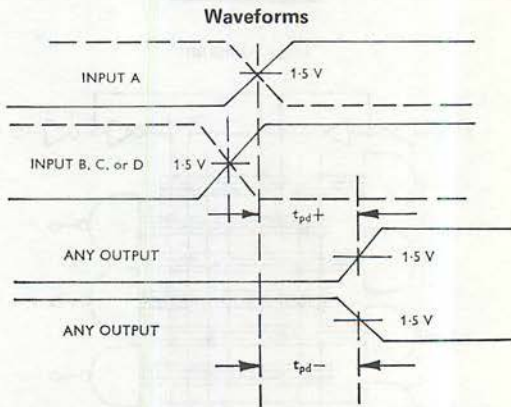 Waveforms
INPUT A
1·5 V
INPUT B, C, or D
1·5 V
tpd+
ANY OUTPUT
1·5 V
ANY OUTPUT
1·5 V
tpd−